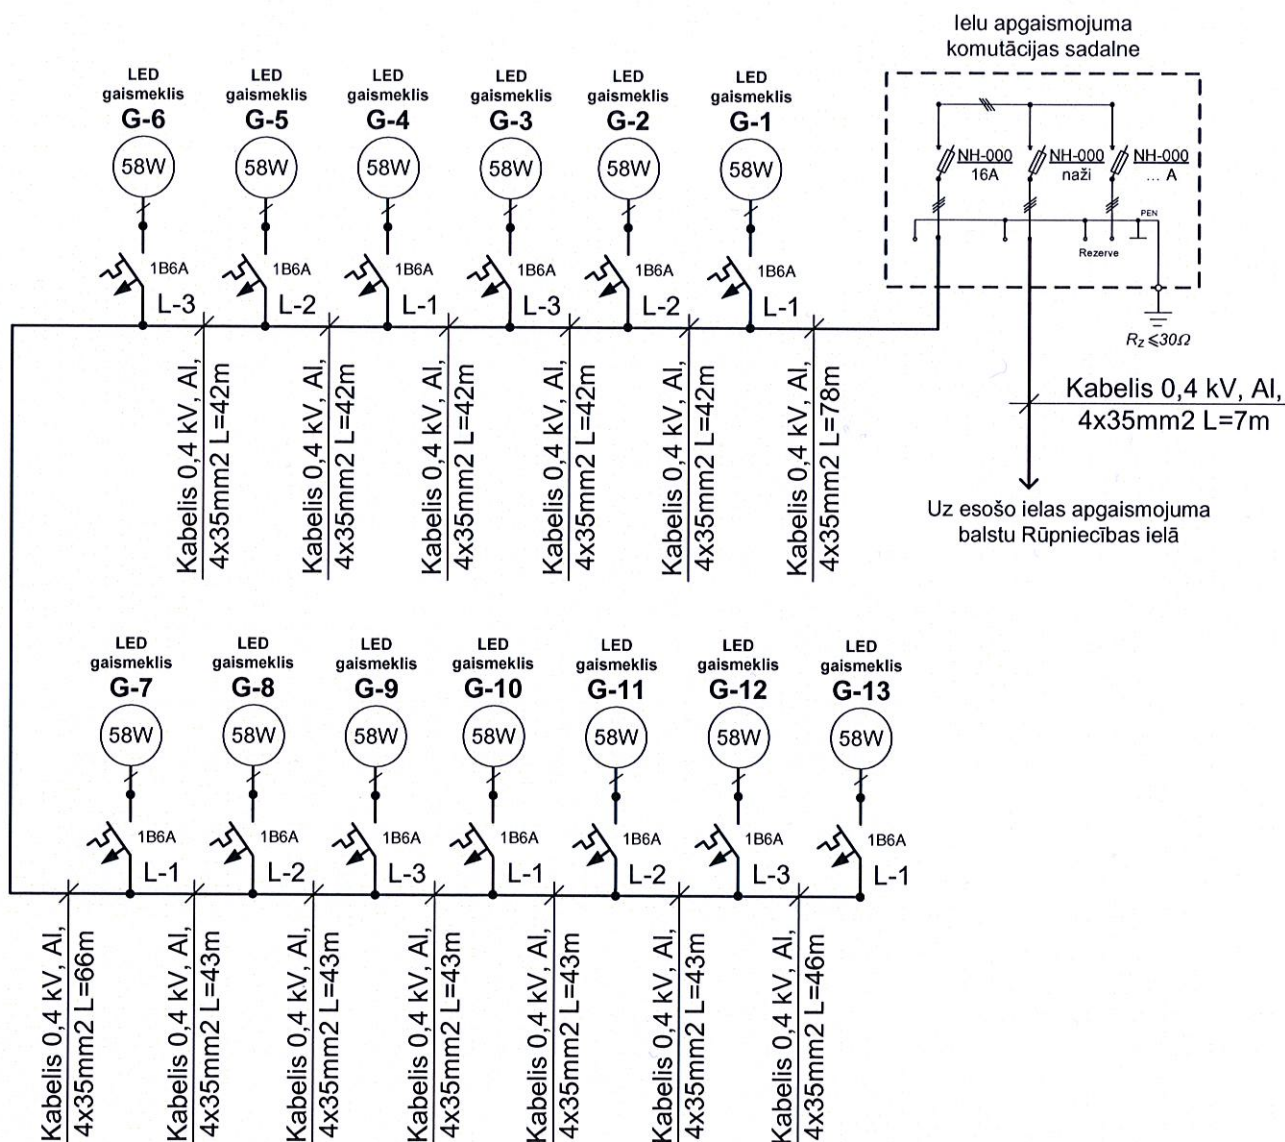 Ielu apgaismojuma
komutācijas sadalne
NH-000
16A
NH-000
naži
NH-000
... A
PEN
Rezerve
Rz ⩽30Ω
Kabelis 0,4 kV, Al,
4x35mm2 L=7m
Uz esošo ielas apgaismojuma
balstu Rūpniecības ielā
LED
gaismeklis
G-6
58W
1B6A
L-3
LED
gaismeklis
G-5
58W
1B6A
L-2
LED
gaismeklis
G-4
58W
1B6A
L-1
LED
gaismeklis
G-3
58W
1B6A
L-3
LED
gaismeklis
G-2
58W
1B6A
L-2
LED
gaismeklis
G-1
58W
1B6A
L-1
Kabelis 0,4 kV, Al,
4x35mm2 L=42m
Kabelis 0,4 kV, Al,
4x35mm2 L=42m
Kabelis 0,4 kV, Al,
4x35mm2 L=42m
Kabelis 0,4 kV, Al,
4x35mm2 L=42m
Kabelis 0,4 kV, Al,
4x35mm2 L=42m
Kabelis 0,4 kV, Al,
4x35mm2 L=78m
LED
gaismeklis
G-7
58W
1B6A
L-1
LED
gaismeklis
G-8
58W
1B6A
L-2
LED
gaismeklis
G-9
58W
1B6A
L-3
LED
gaismeklis
G-10
58W
1B6A
L-1
LED
gaismeklis
G-11
58W
1B6A
L-2
LED
gaismeklis
G-12
58W
1B6A
L-3
LED
gaismeklis
G-13
58W
1B6A
L-1
Kabelis 0,4 kV, Al,
4x35mm2 L=66m
Kabelis 0,4 kV, Al,
4x35mm2 L=43m
Kabelis 0,4 kV, Al,
4x35mm2 L=43m
Kabelis 0,4 kV, Al,
4x35mm2 L=43m
Kabelis 0,4 kV, Al,
4x35mm2 L=43m
Kabelis 0,4 kV, Al,
4x35mm2 L=43m
Kabelis 0,4 kV, Al,
4x35mm2 L=46m